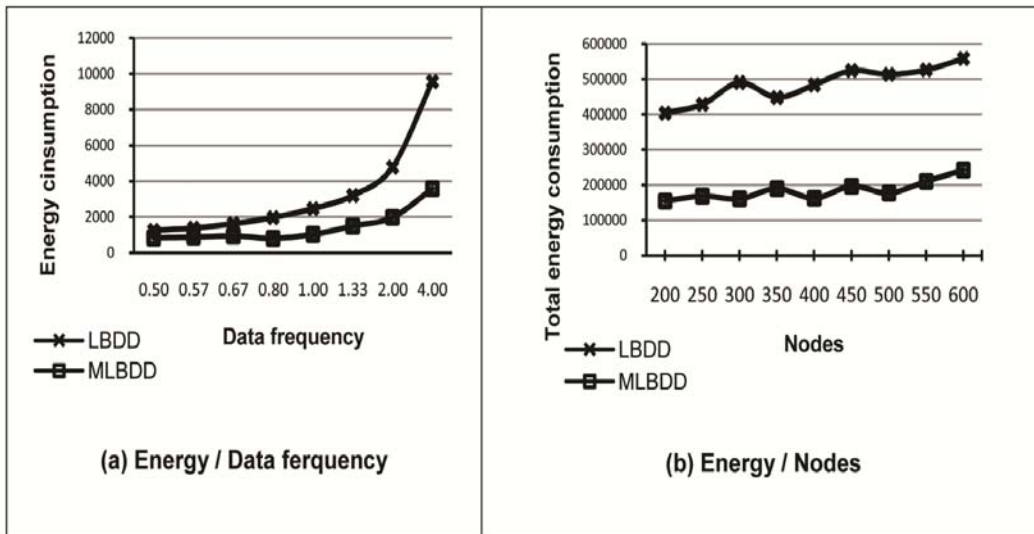 12000
10000
8000
6000
4000
2000
0
Energy cinsumption
0.50 0.57 0.67 0.80 1.00 1.33 2.00 4.00
Data frequency
LBDD
MLBDD
(a) Energy / Data ferquency
600000
500000
400000
300000
200000
100000
0
Total energy consumption
200 250 300 350 400 450 500 550 600
Nodes
LBDD
MLBDD
(b) Energy / Nodes